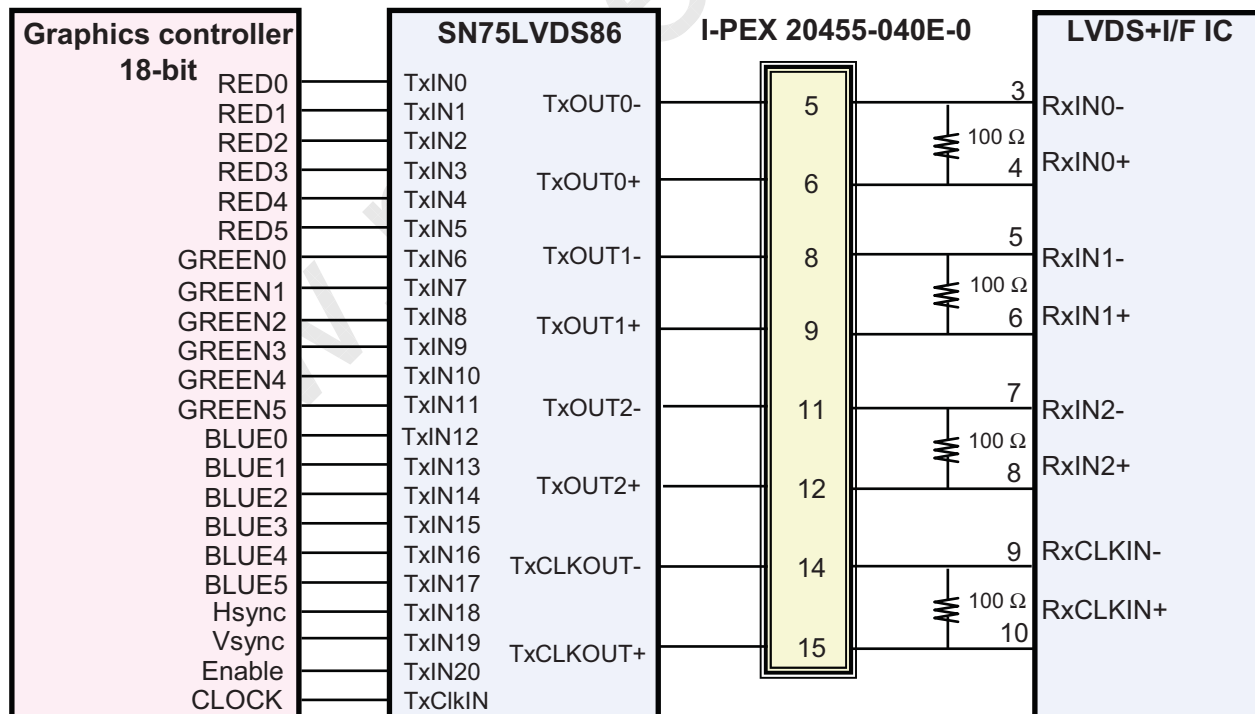 Graphics controller
18-bit
RED0
RED1
RED2
RED3
RED4
RED5
GREEN0
GREEN1
GREEN2
GREEN3
GREEN4
GREEN5
BLUE0
BLUE1
BLUE2
BLUE3
BLUE4
BLUE5
Hsync
Vsync
Enable
CLOCK
SN75LVDS86
TxIN0
TxIN1
TxIN2
TxIN3
TxIN4
TxIN5
TxIN6
TxIN7
TxIN8
TxIN9
TxIN10
TxIN11
TxIN12
TxIN13
TxIN14
TxIN15
TxIN16
TxIN17
TxIN18
TxIN19
TxIN20
TxClkIN
TxOUT0-
TxOUT0+
TxOUT1-
TxOUT1+
TxOUT2-
TxOUT2+
TxCLKOUT-
TxCLKOUT+
I-PEX 20455-040E-0
5
6
8
9
11
12
14
15
3
100 Ω
4
5
100 Ω
6
7
100 Ω
8
9
100 Ω
10
LVDS+I/F IC
RxIN0-
RxIN0+
RxIN1-
RxIN1+
RxIN2-
RxIN2+
RxCLKIN-
RxCLKIN+